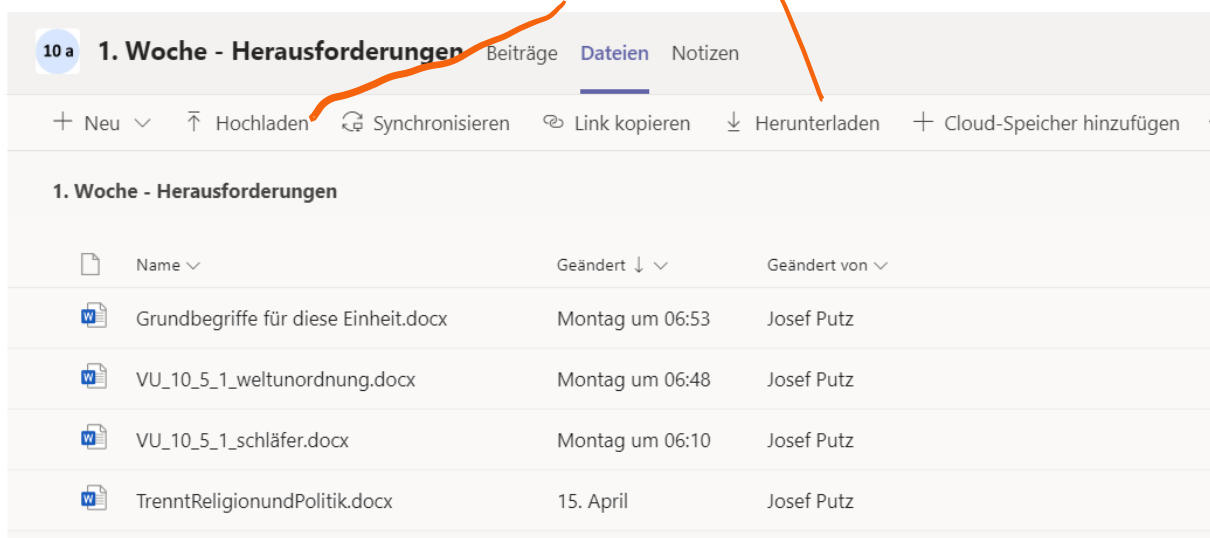 10 a 1. Woche - Herausforderungen Beiträge Dateien Notizen
Neu Hochladen Synchronisieren Link kopieren Herunterladen Cloud-Speicher hinzufügen
1. Woche - Herausforderungen
Name Geändert Geändert von
Grundbegriffe für diese Einheit.docx Montag um 06:53 Josef Putz
VU_10_5_1_weltunordnung.docx Montag um 06:48 Josef Putz
VU_10_5_1_schläfer.docx Montag um 06:10 Josef Putz
TrenntReligionundPolitik.docx 15. April Josef Putz